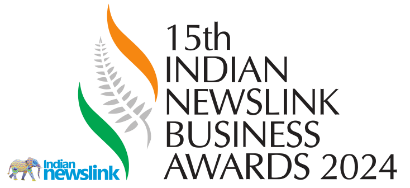 15th
INDIAN
NEWSLINK
BUSINESS
AWARDS 2024
Indian
newslink